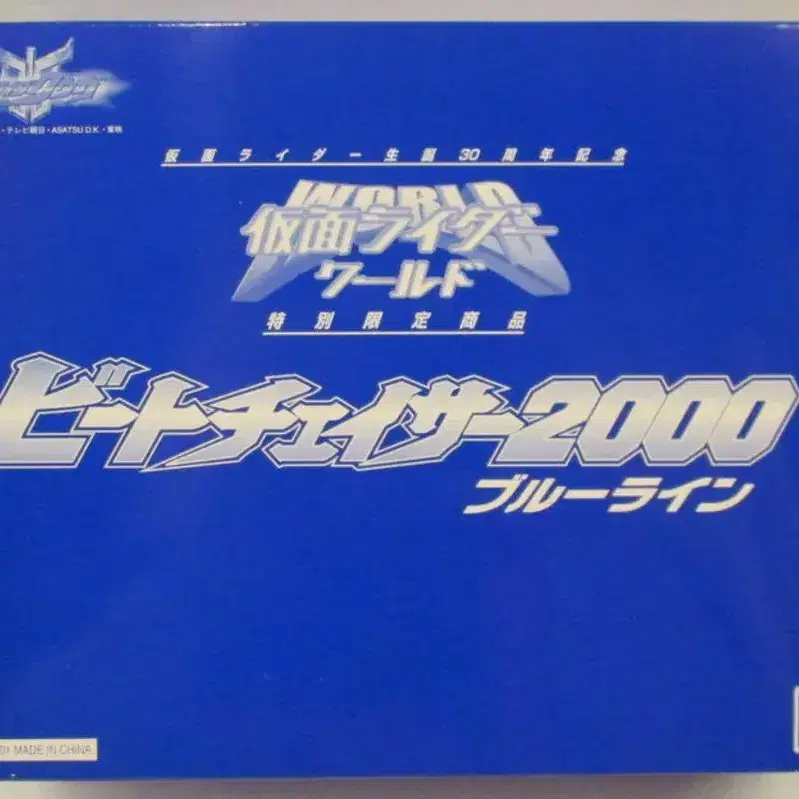 ・テレビ朝日・ASATSU D.K.・東映
仮面ライダー生誕30周年記念
WORLD
仮面ライダー
ワールド
特別限定商品
ビートチェイサー2000
ブルーライン
01 MADE IN CHINA